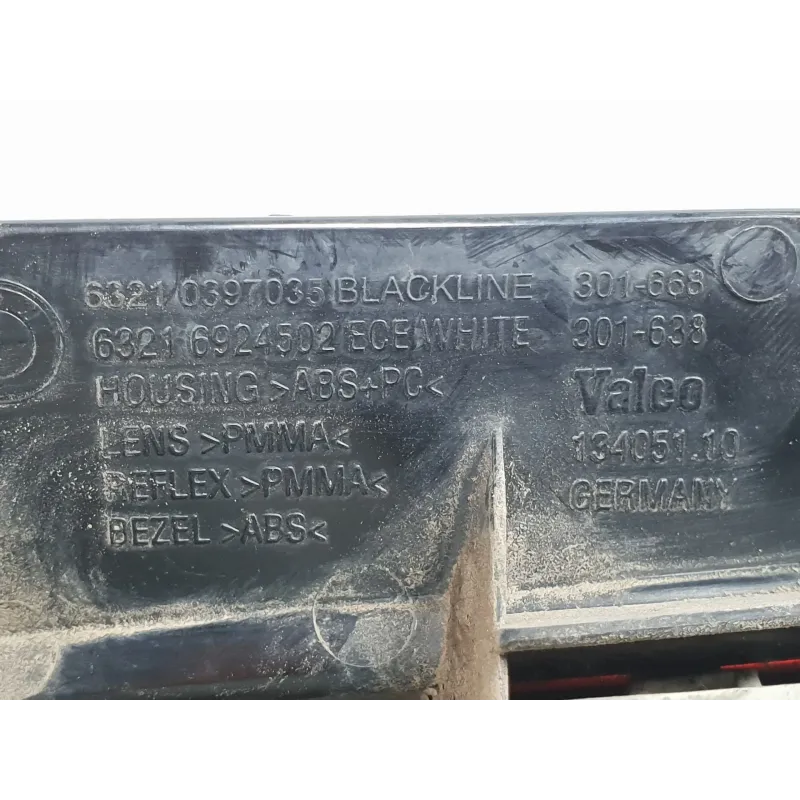 6321 0397035 BLACKLINE 301-668
6321 6924502 ECE/WHITE 301-638
HOUSING >ABS+PC< Valeo
LENS >PMMA< 134051.10
REFLEX >PMMA< GERMANY
BEZEL >ABS<